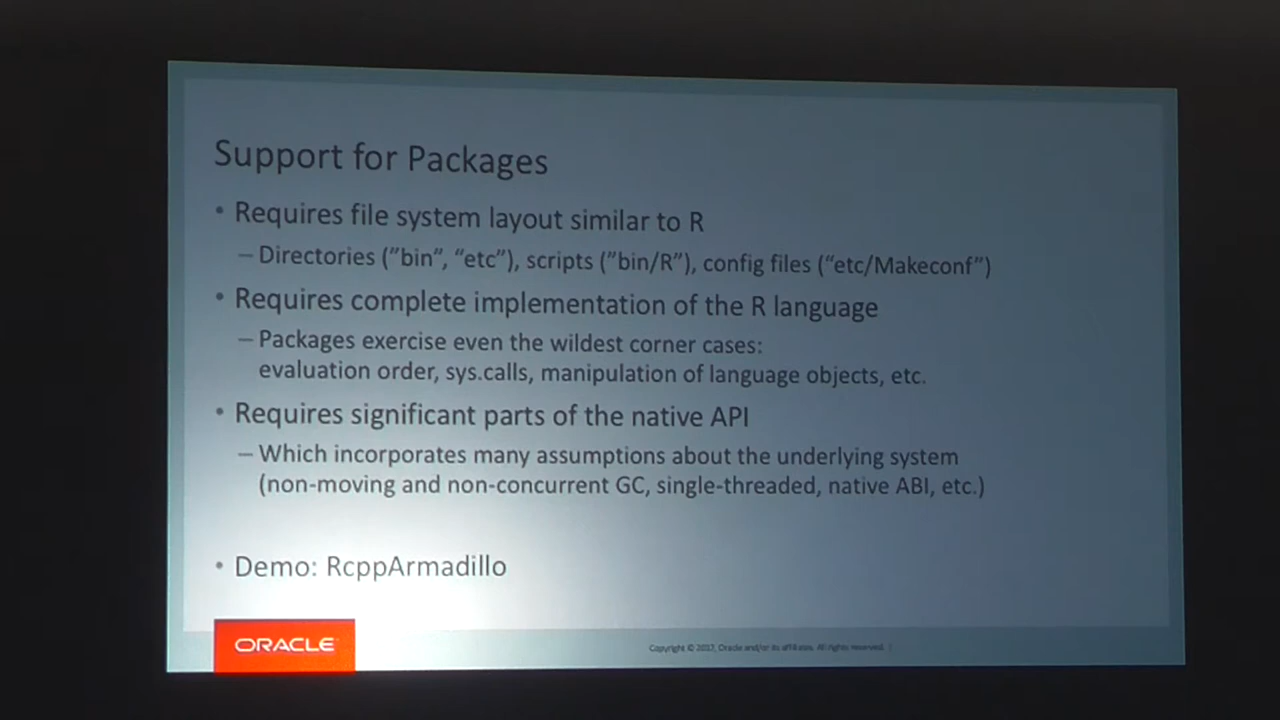 Support for Packages
• Requires file system layout similar to R
– Directories ("bin", "etc"), scripts ("bin/R"), config files ("etc/Makeconf")
• Requires complete implementation of the R language
– Packages exercise even the wildest corner cases:
evaluation order, sys.calls, manipulation of language objects, etc.
• Requires significant parts of the native API
– Which incorporates many assumptions about the underlying system
(non-moving and non-concurrent GC, single-threaded, native ABI, etc.)
• Demo: RcppArmadillo
ORACLE
Copyright © 2017, Oracle and/or its affiliates. All rights reserved. |